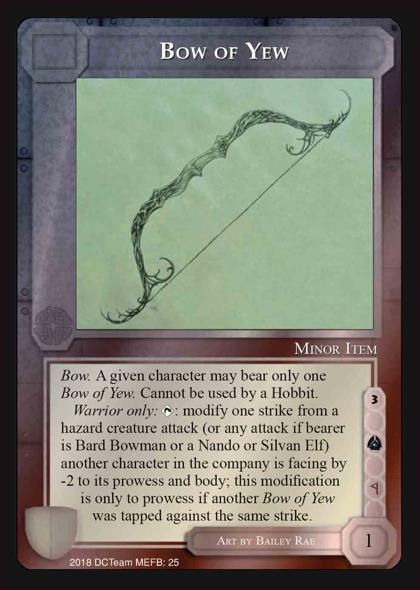 Bow of Yew
Minor Item
Bow. A given character may bear only one
Bow of Yew. Cannot be used by a Hobbit.
Warrior only: : modify one strike from a
hazard creature attack (or any attack if bearer
is Bard Bowman or a Nando or Silvan Elf)
another character in the company is facing by
-2 to its prowess and body; this modification
is only to prowess if another Bow of Yew
was tapped against the same strike.
3
Art by Bailey Rae
1
2018 DCTeam MEFB: 25